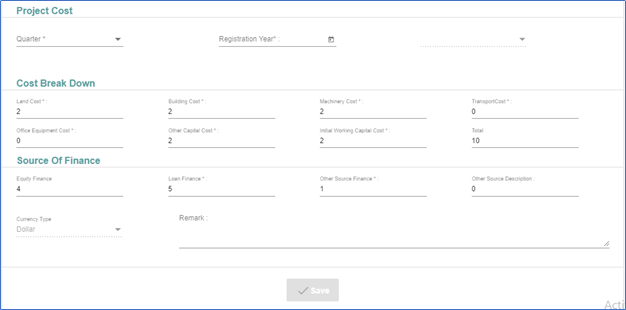 Project Cost
Quarter * Registration Year* :
Cost Break Down
Land Cost * : Building Cost * : Machinery Cost * : TransportCost * :
2 2 2 0
Office Equipment Cost * : Other Capital Cost * : Initial Working Capital Cost * : Total
0 2 2 10
Source Of Finance
Equity Finance Loan Finance * : Other Source Finance * : Other Source Description :
4 5 1 0
Currency Type Remark :
Dollar
Save
Acti